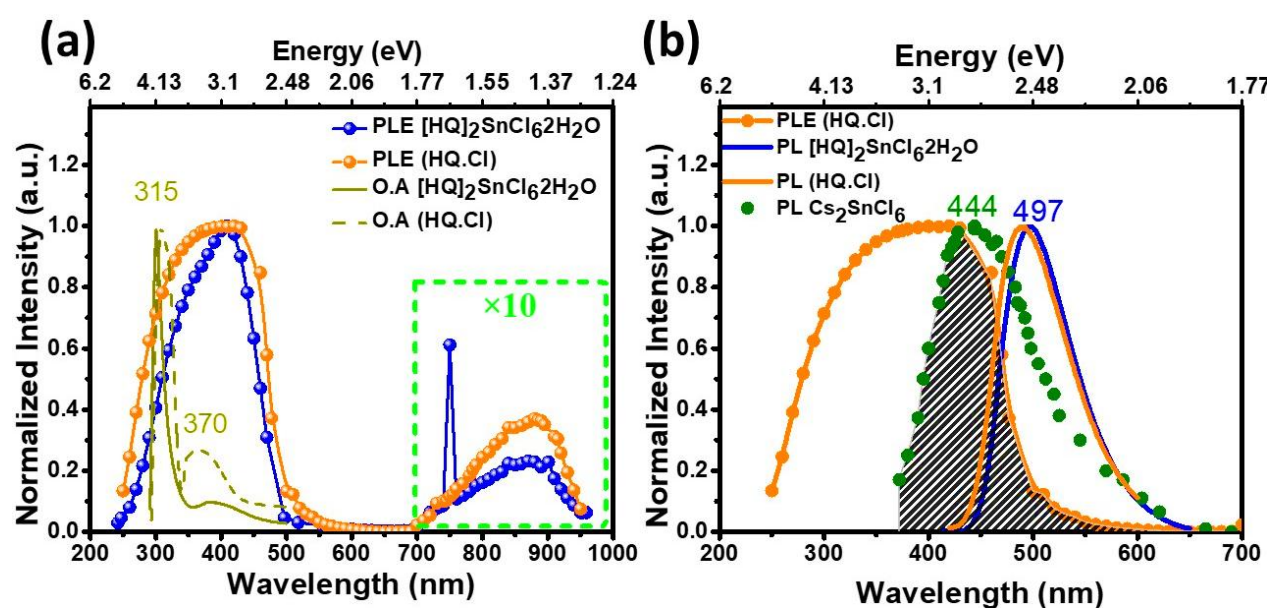 (a)
Energy (eV)
6.2 4.13 3.1 2.48 2.06 1.77 1.55 1.37 1.24
Normalized Intensity (a.u.)
1.2
1.0
0.8
0.6
0.4
0.2
0.0
PLE [HQ]₂SnCl₆2H₂O
PLE (HQ.Cl)
O.A [HQ]₂SnCl₆2H₂O
O.A (HQ.Cl)
315
370
×10
200 300 400 500 600 700 800 900 1000
Wavelength (nm)
(b)
Energy (eV)
6.2 4.13 3.1 2.48 2.06 1.77
Normalized Intensity (a.u.)
1.2
1.0
0.8
0.6
0.4
0.2
0.0
PLE (HQ.Cl)
PL [HQ]₂SnCl₆2H₂O
PL (HQ.Cl)
PL Cs₂SnCl₆
444
497
200 300 400 500 600 700
Wavelength (nm)